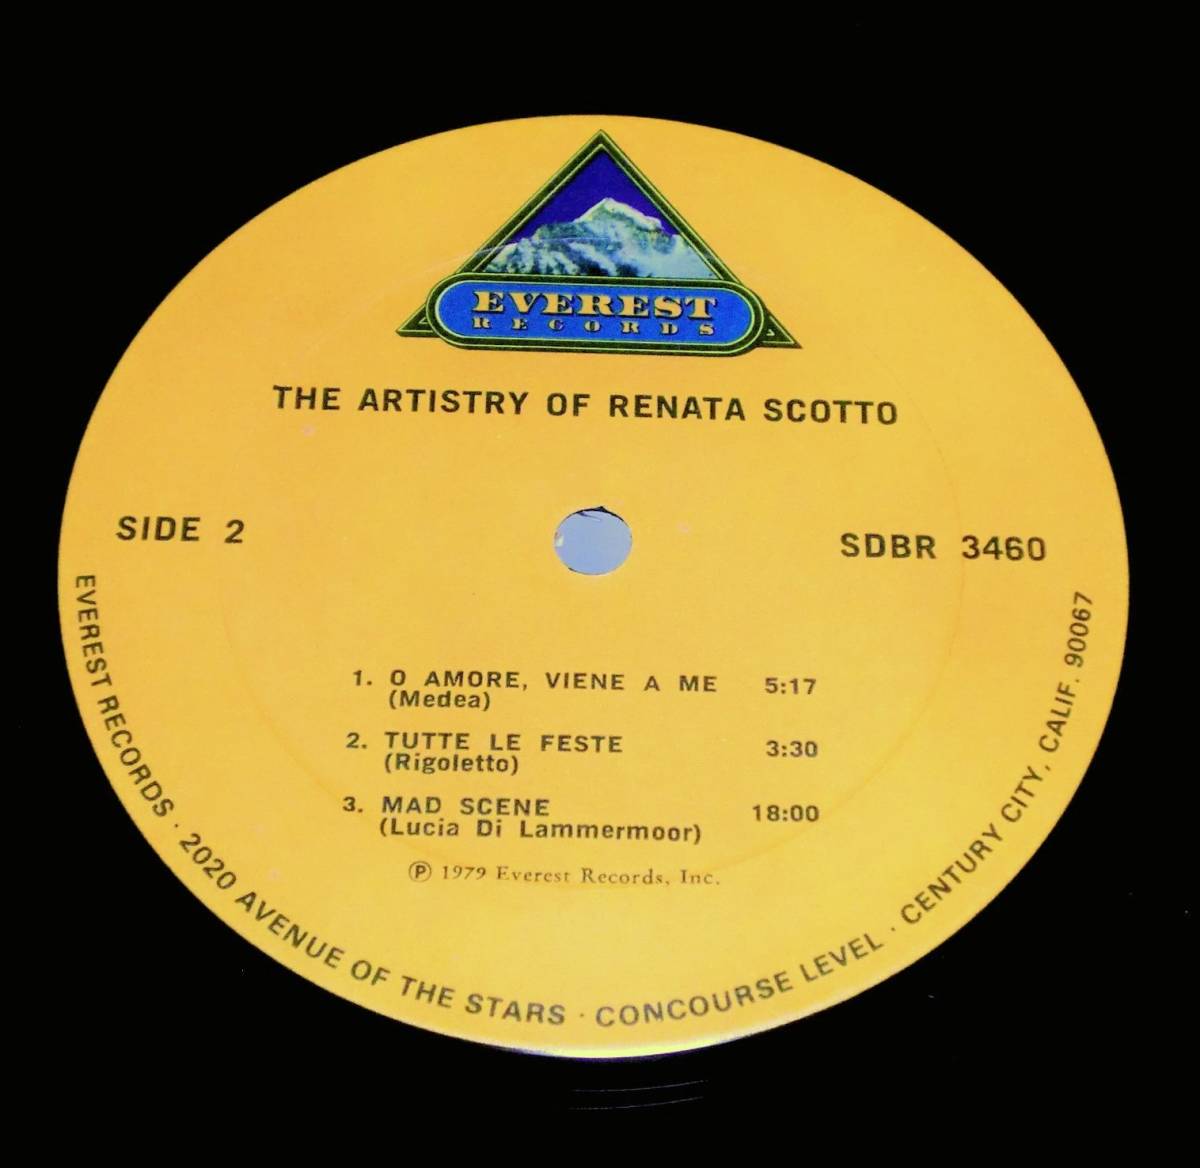 EVEREST
RECORDS
THE ARTISTRY OF RENATA SCOTTO
SIDE 2
SDBR 3460
1. O AMORE, VIENE A ME 5:17
(Medea)
2. TUTTE LE FESTE 3:30
(Rigoletto)
3. MAD SCENE 18:00
(Lucia Di Lammermoor)
Ⓟ 1979 Everest Records, Inc.
EVEREST RECORDS · 2020 AVENUE OF THE STARS · CONCOURSE LEVEL · CENTURY CITY, CALIF. 90067